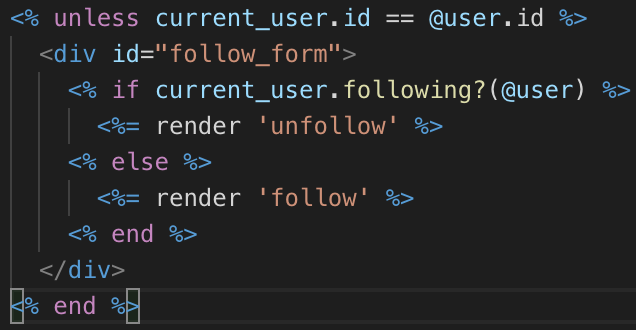 <% unless current_user.id == @user.id %>
<div id="follow_form">
<% if current_user.following?(@user) %>
<%= render 'unfollow' %>
<% else %>
<%= render 'follow' %>
<% end %>
</div>
<% end %>